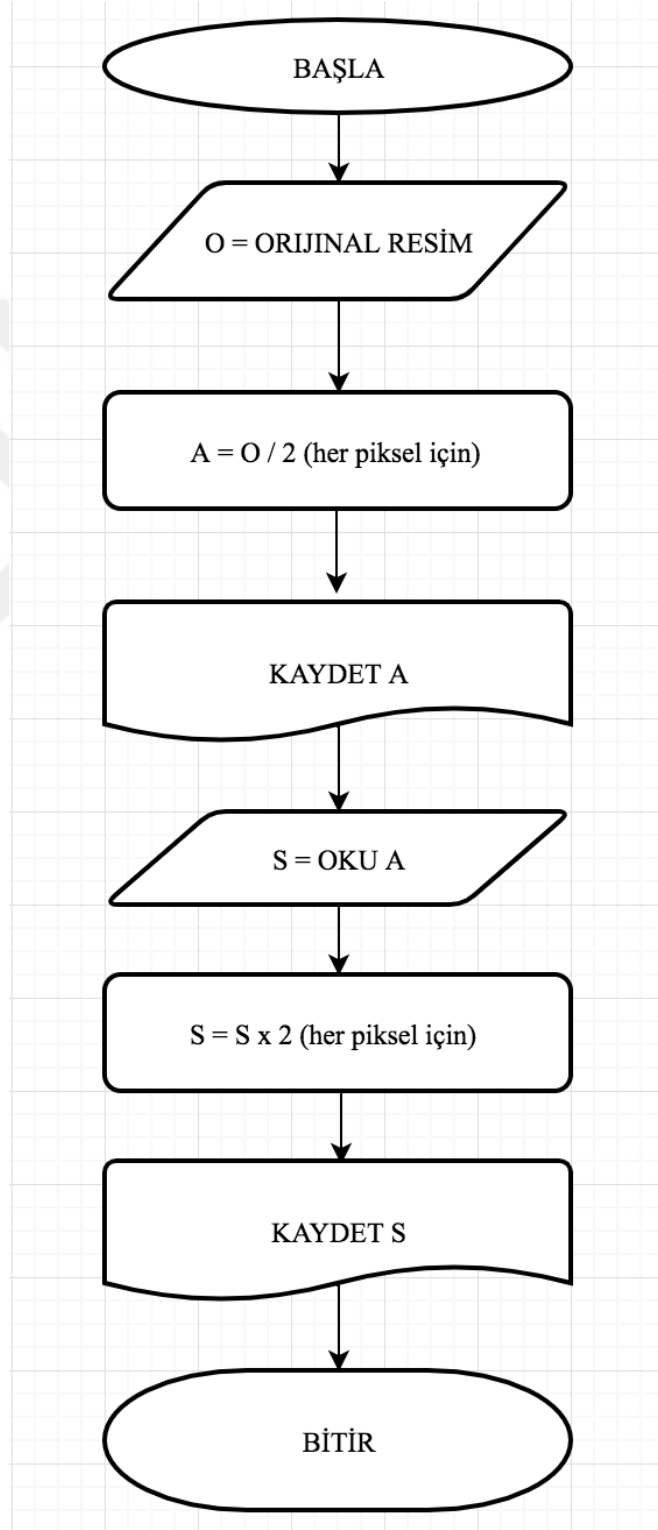 BAŞLA
O = ORIJINAL RESİM
A = O / 2 (her piksel için)
KAYDET A
S = OKU A
S = S x 2 (her piksel için)
KAYDET S
BİTİR